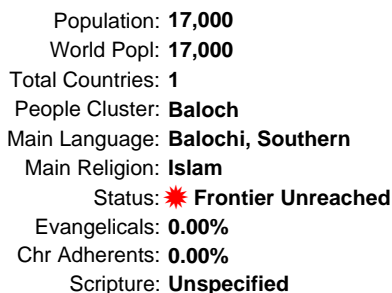 Population: 17,000
World Popl: 17,000
Total Countries: 1
People Cluster: Baloch
Main Language: Balochi, Southern
Main Religion: Islam
Status: Frontier Unreached
Evangelicals: 0.00%
Chr Adherents: 0.00%
Scripture: Unspecified